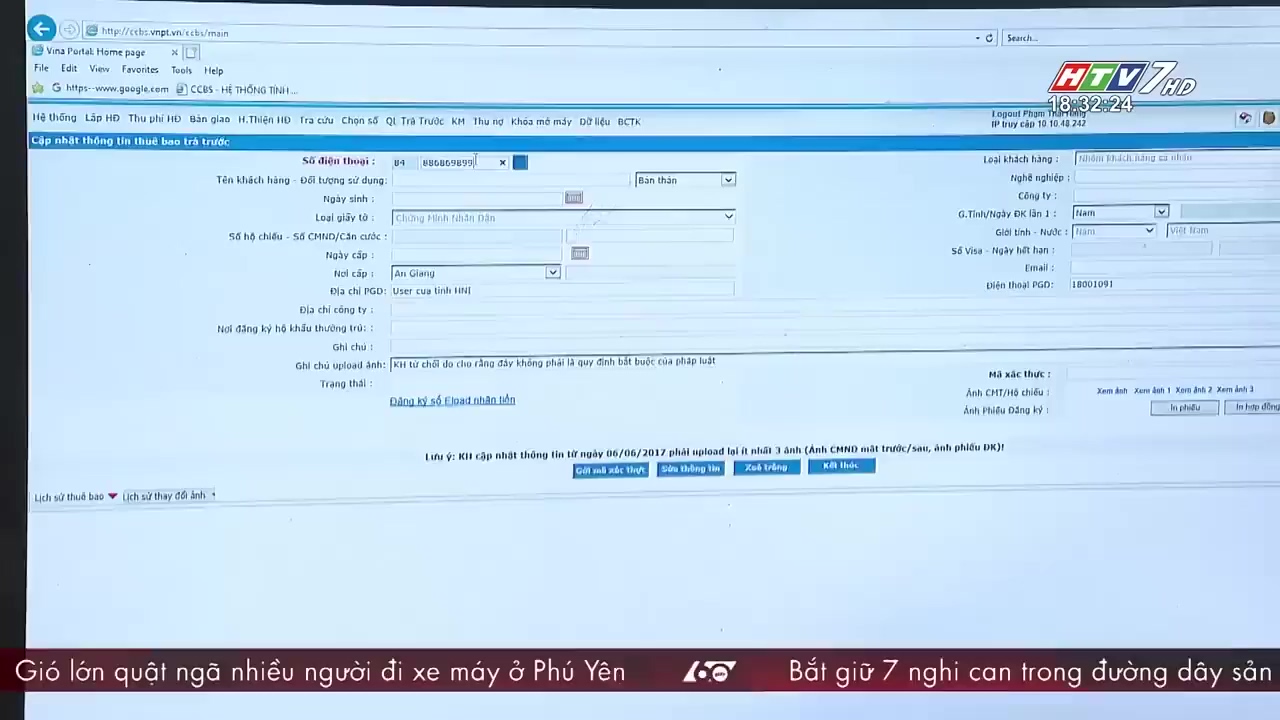 http://ccbs.vnpt.vn/ccbs/main
Search...
Vina Portal: Home page
File Edit View Favorites Tools Help
https--www.google.com CCBS - HỆ THỐNG TÍNH ...
HTV7 HD
18:32:24
Hệ thống Lắp HĐ Thu phí HĐ Bàn giao H.Thiện HĐ Tra cứu Chọn số QL Trả Trước KM Thu nợ Khóa mở máy Dữ liệu BCTK
IP truy cập 10.10.48.242
Cập nhật thông tin thuê bao trả trước
Số điện thoại : 84 886869899
Loại khách hàng :
Tên khách hàng - Đối tượng sử dụng: Bản thân
Nghề nghiệp :
Ngày sinh :
Công ty :
Loại giấy tờ : Chứng Minh Nhân Dân
G.Tính/Ngày ĐK lần 1 : Nam
Số hộ chiếu - Số CMND/Căn cước :
Giới tính - Nước : Nam Việt Nam
Ngày cấp :
Số Visa - Ngày hết hạn :
Nơi cấp : An Giang
Email :
Địa chỉ PGD: User cua tinh HNI
Điện thoại PGD: 18001091
Địa chỉ công ty :
Nơi đăng ký hộ khẩu thường trú: :
Ghi chú :
Ghi chú upload ảnh: KH từ chối do cho rằng đây không phải là quy định bắt buộc của pháp luật
Mã xác thực :
Trạng thái :
Ảnh CMT/Hộ chiếu : Xem ảnh Xem ảnh 1 Xem ảnh 2 Xem ảnh 3
Đăng ký số Eload nhắn tiền
Ảnh Phiếu Đăng ký : In phiếu In hợp đồng
Lưu ý: KH cập nhật thông tin từ ngày 06/06/2017 phải upload lại ít nhất 3 ảnh (Ảnh CMND mặt trước/sau, ảnh phiếu ĐK)!
Gửi mã xác thực Sửa thông tin Xoá trống Kết thúc
Lịch sử thuê bao Lịch sử thay đổi ảnh
Gió lớn quật ngã nhiều người đi xe máy ở Phú Yên 60 giây Bắt giữ 7 nghi can trong đường dây sản